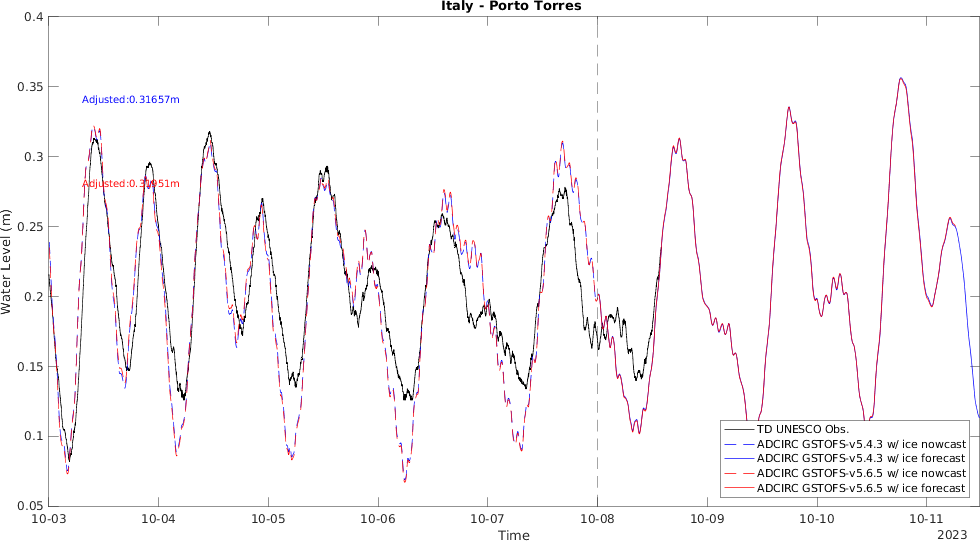 Italy - Porto Torres
0.4
0.35
0.3
0.25
0.2
0.15
0.1
0.05
Water Level (m)
Adjusted:0.31657m
TD UNESCO Obs.
ADCIRC GSTOFS-v5.4.3 w/ ice nowcast
ADCIRC GSTOFS-v5.4.3 w/ ice forecast
ADCIRC GSTOFS-v5.6.5 w/ ice nowcast
ADCIRC GSTOFS-v5.6.5 w/ ice forecast
10-03 10-04 10-05 10-06 10-07 10-08 10-09 10-10 10-11
Time
2023